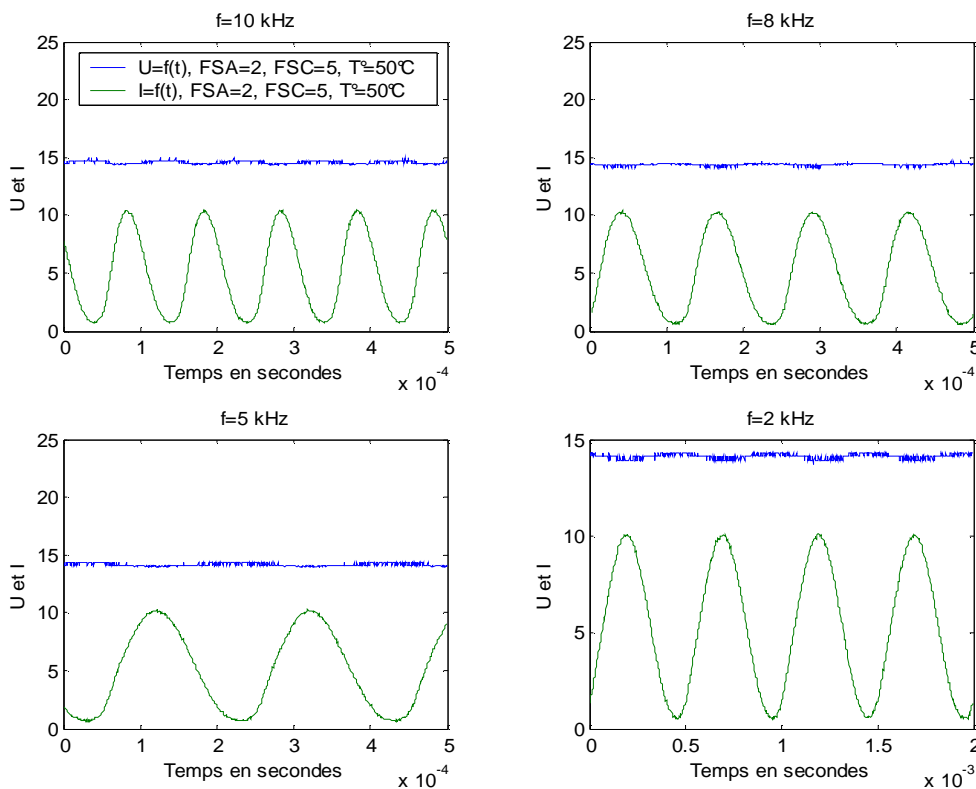 f=10 kHz
25
20
15
10
5
0
U et I
U=f(t), FSA=2, FSC=5, T°=50°C
I=f(t), FSA=2, FSC=5, T°=50°C
0 1 2 3 4 5
Temps en secondes
x 10^-4
f=8 kHz
25
20
15
10
5
0
U et I
0 1 2 3 4 5
Temps en secondes
x 10^-4
f=5 kHz
25
20
15
10
5
0
U et I
0 1 2 3 4 5
Temps en secondes
x 10^-4
f=2 kHz
15
10
5
0
U et I
0 0.5 1 1.5 2
Temps en secondes
x 10^-3